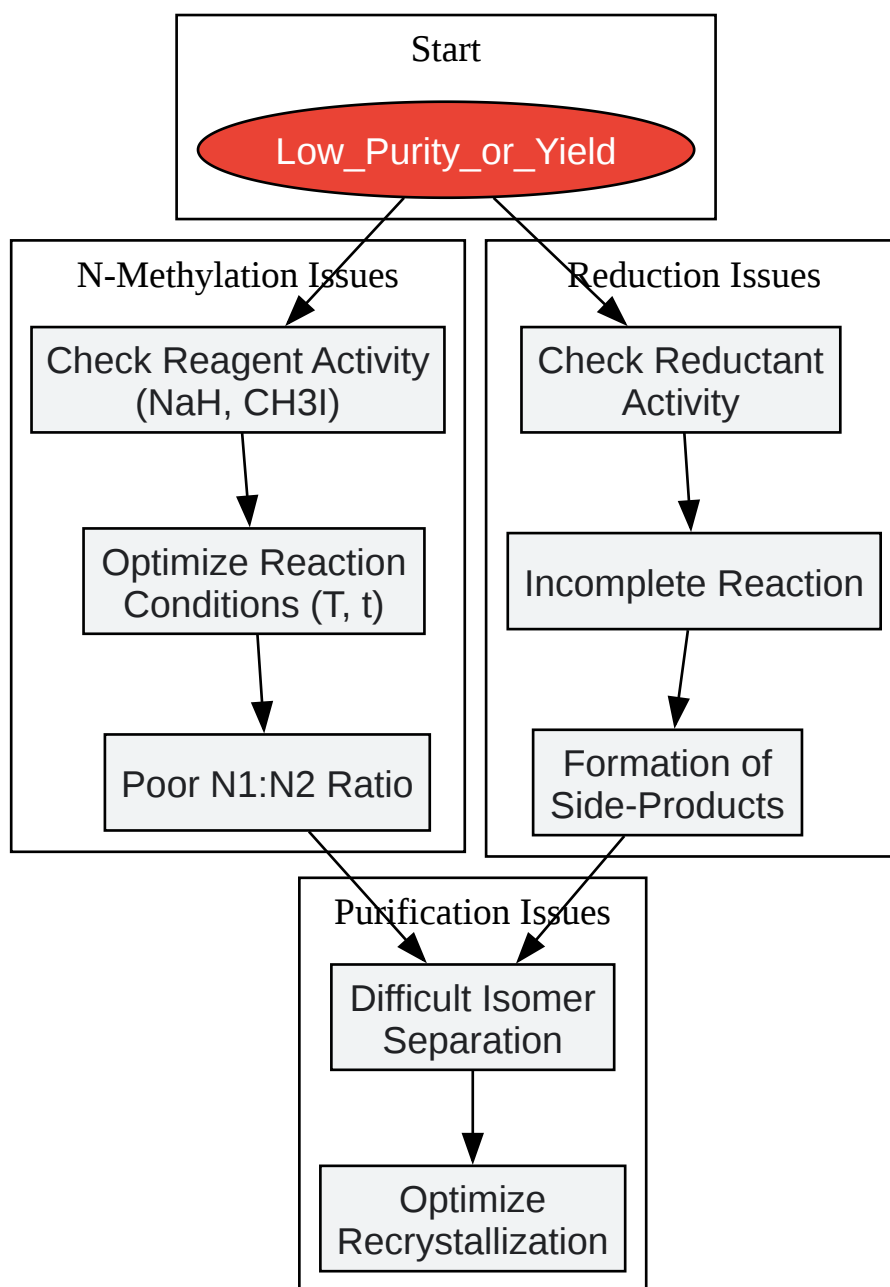 Start
Low_Purity_or_Yield
N-Methylation Issues
Check Reagent Activity
(NaH, CH3I)
Optimize Reaction
Conditions (T, t)
Poor N1:N2 Ratio
Reduction Issues
Check Reductant
Activity
Incomplete Reaction
Formation of
Side-Products
Purification Issues
Difficult Isomer
Separation
Optimize
Recrystallization